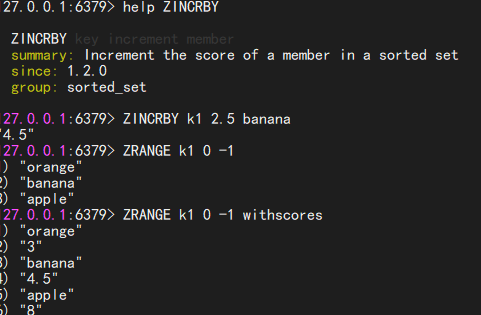 27.0.0.1:6379> help ZINCRBY
ZINCRBY key increment member
summary: Increment the score of a member in a sorted set
since: 1.2.0
group: sorted_set
27.0.0.1:6379> ZINCRBY k1 2.5 banana
"4.5"
27.0.0.1:6379> ZRANGE k1 0 -1
) "orange"
2) "banana"
3) "apple"
27.0.0.1:6379> ZRANGE k1 0 -1 withscores
) "orange"
2) "3"
3) "banana"
4) "4.5"
5) "apple"
6) "8"